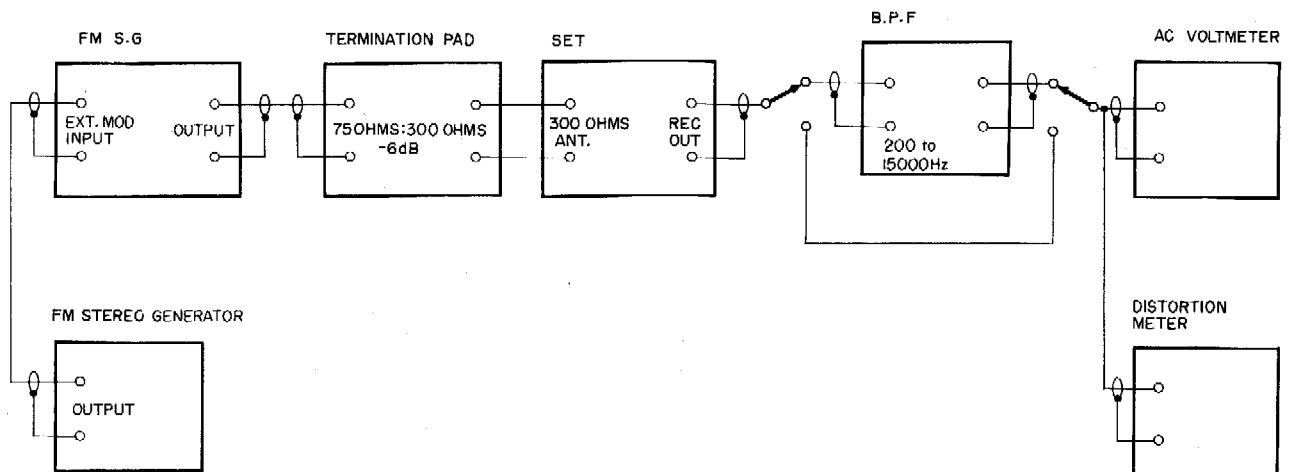 FM S.G
TERMINATION PAD
SET
B.P.F
AC VOLTMETER
EXT. MOD
INPUT
OUTPUT
75OHMS:300 OHMS
-6dB
300 OHMS
ANT.
REC
OUT
200 to
15000Hz
FM STEREO GENERATOR
OUTPUT
DISTORTION
METER